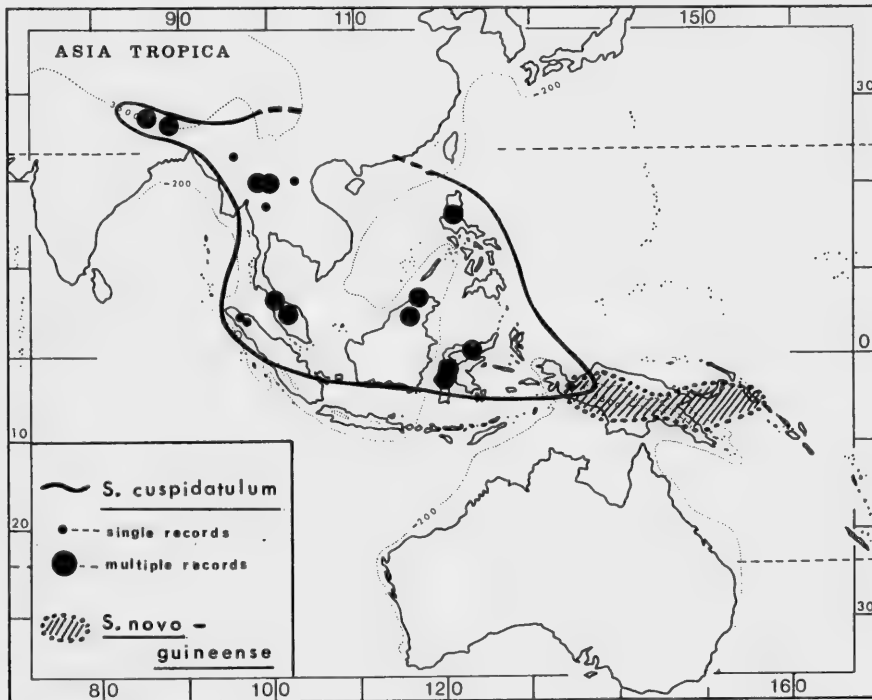 90 110 150
ASIA TROPICA
-200
30
-200
0
10
S. cuspidatulum
single records
-200
20
multiple records
S. novo -
30
guineense
80 100 120 160